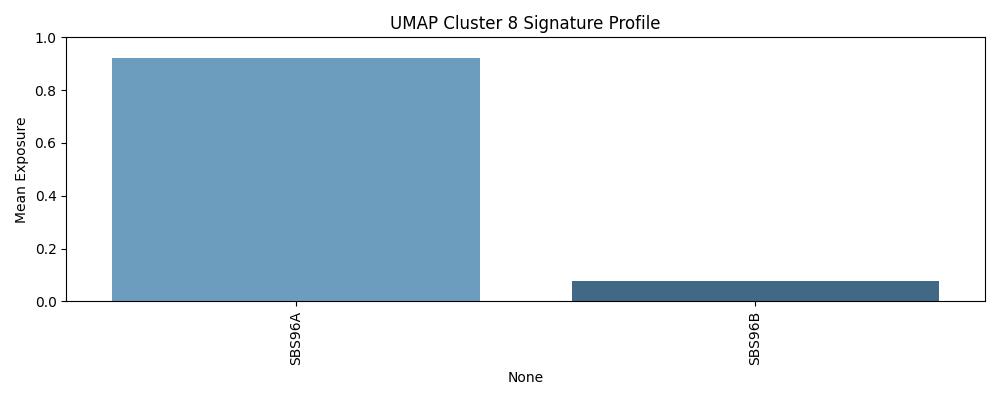 UMAP Cluster 8 Signature Profile
Mean Exposure
1.0
0.8
0.6
0.4
0.2
0.0
SBS96A
SBS96B
None